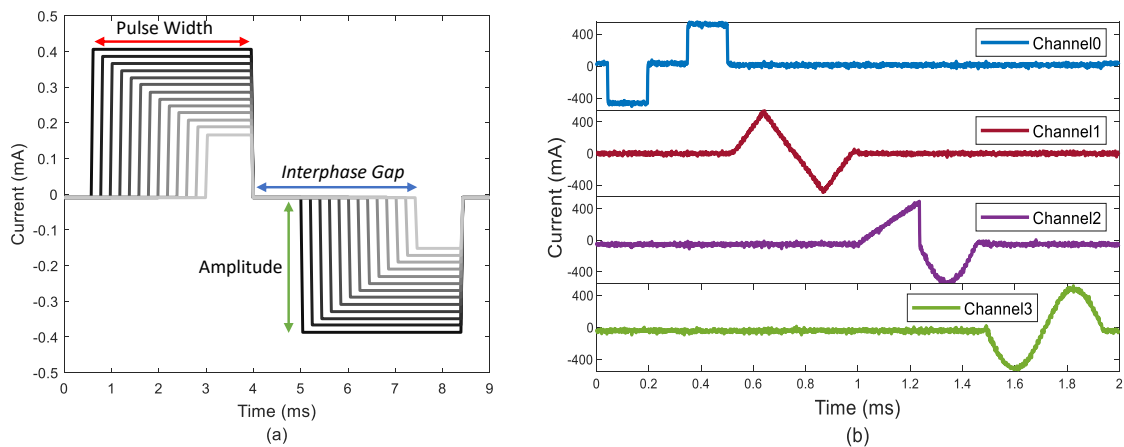 Pulse Width
Interphase Gap
Amplitude
Current (mA)
0.5
0.4
0.3
0.2
0.1
0
-0.1
-0.2
-0.3
-0.4
-0.5
0 1 2 3 4 5 6 7 8 9
Time (ms)
(a)
Channel0
400
0
-400
Channel1
400
0
-400
Channel2
400
0
-400
Channel3
400
0
-400
Current (mA)
0 0.2 0.4 0.6 0.8 1 1.2 1.4 1.6 1.8 2
Time (ms)
(b)